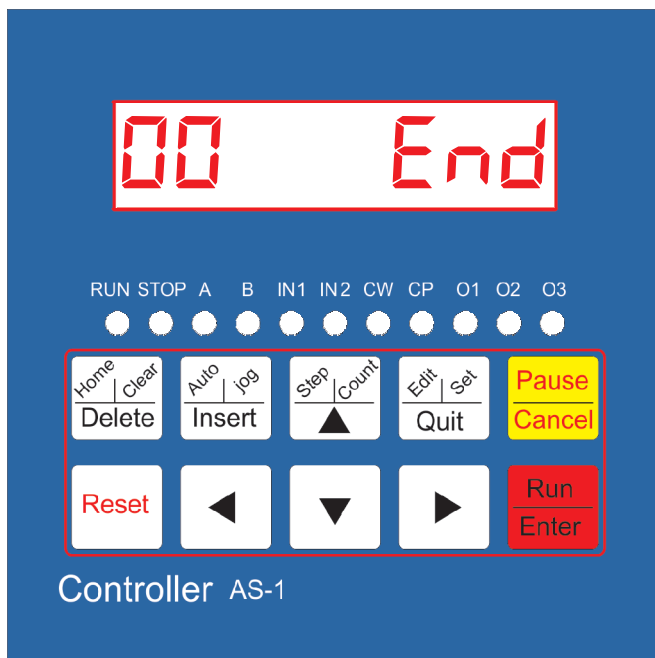 00 End
RUN STOP A B IN1 IN2 CW CP O1 O2 O3
Home Clear Auto jog Step Count Edit Set Pause
Delete Insert Quit Cancel
Reset Run
Enter
Controller AS-1